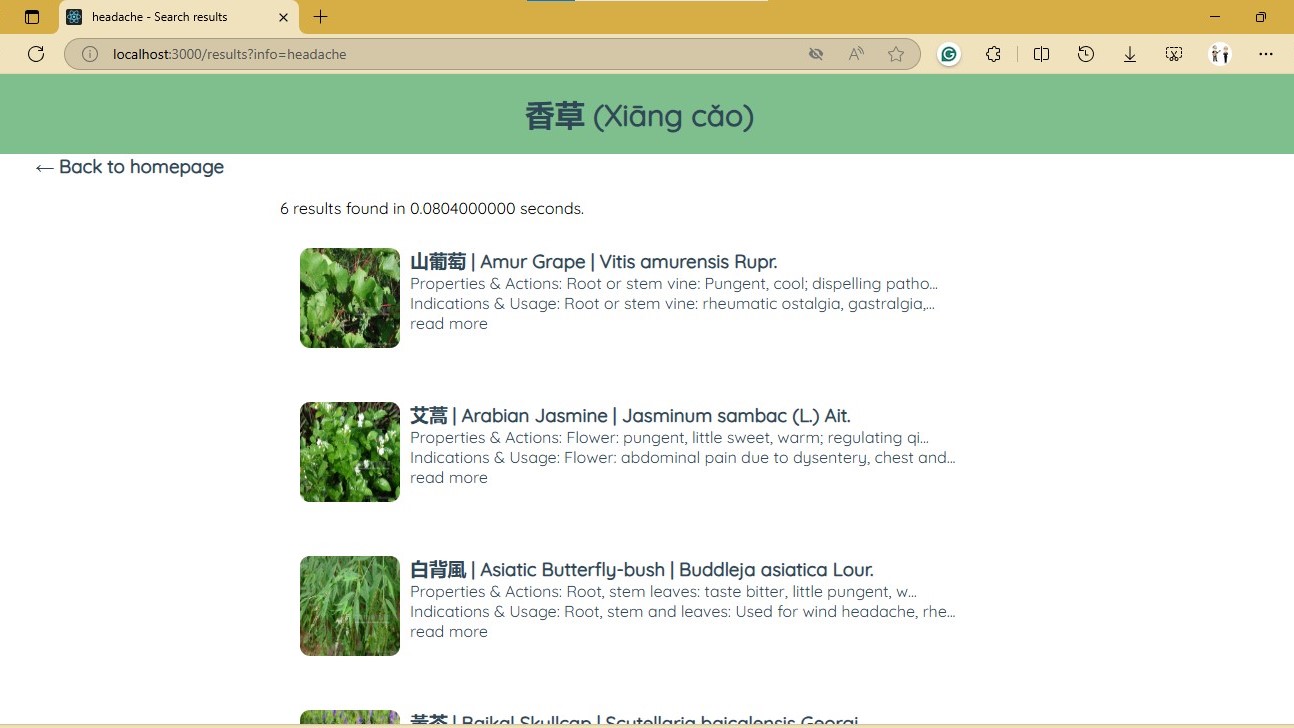 headache - Search results
localhost:3000/results?info=headache
香草 (Xiāng cǎo)
← Back to homepage
6 results found in 0.0804000000 seconds.
山葡萄 | Amur Grape | Vitis amurensis Rupr.
Properties & Actions: Root or stem vine: Pungent, cool; dispelling patho...
Indications & Usage: Root or stem vine: rheumatic ostalgia, gastralgia,...
read more
艾蒿 | Arabian Jasmine | Jasminum sambac (L.) Ait.
Properties & Actions: Flower: pungent, little sweet, warm; regulating qi...
Indications & Usage: Flower: abdominal pain due to dysentery, chest and...
read more
白背風 | Asiatic Butterfly-bush | Buddleja asiatica Lour.
Properties & Actions: Root, stem leaves: taste bitter, little pungent, w...
Indications & Usage: Root, stem and leaves: Used for wind headache, rhe...
read more
黃芩 | Baikal Skullcap | Scutellaria baicalensis Georgi